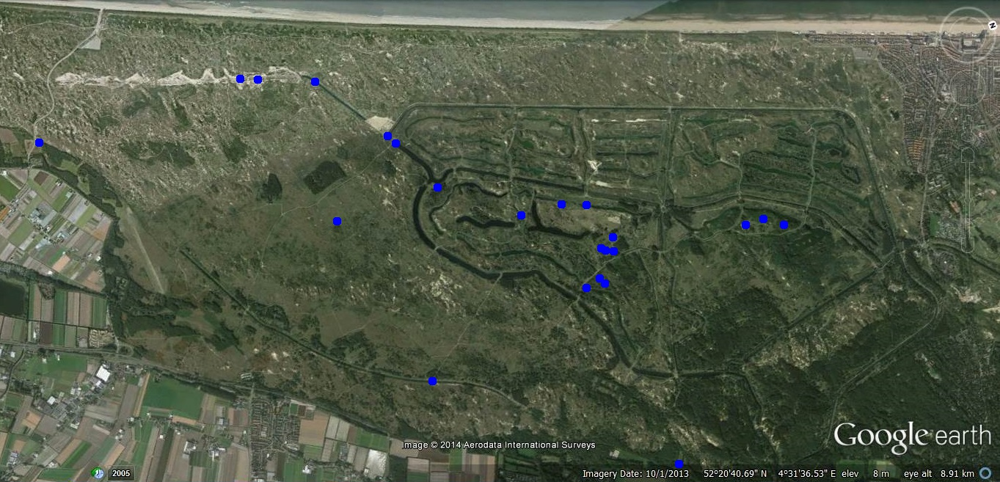 N
Image © 2014 Aerodata International Surveys
Google earth
2005
Imagery Date: 10/1/2013 52°20'40.69" N 4°31'36.53" E elev 8 m eye alt 8.91 km